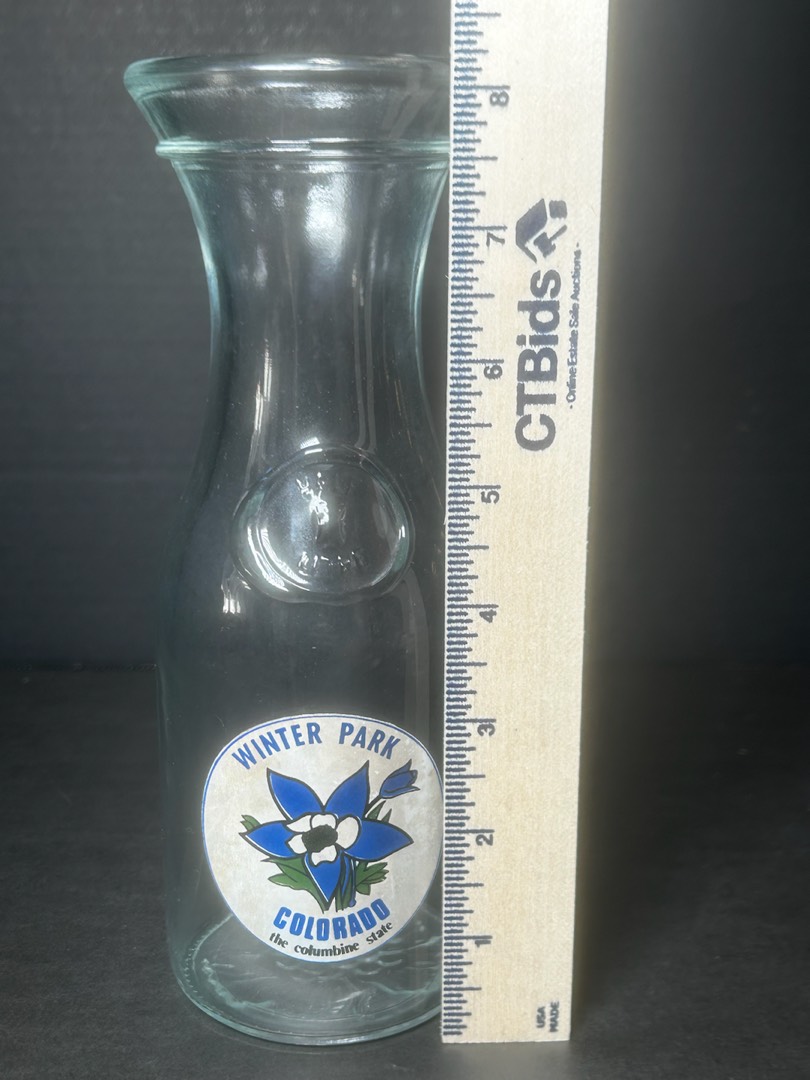 WINTER PARK
COLORADO
the columbine state
8
7
6
5
4
3
2
1
CTBids
- Online Estate Sale Auctions -
USA
MADE